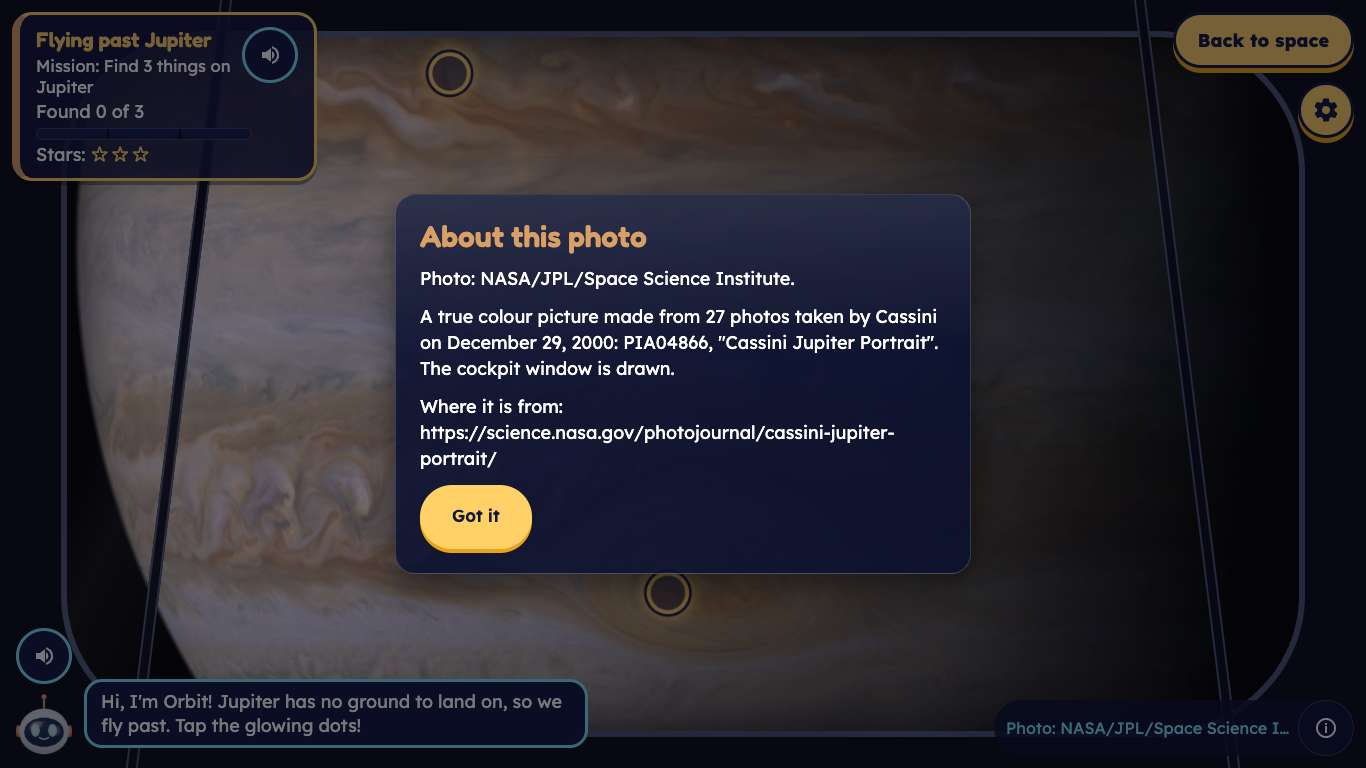 Flying past Jupiter
Mission: Find 3 things on
Jupiter
Found 0 of 3
Stars:
Back to space
About this photo
Photo: NASA/JPL/Space Science Institute.
A true colour picture made from 27 photos taken by Cassini
on December 29, 2000: PIA04866, "Cassini Jupiter Portrait".
The cockpit window is drawn.
Where it is from:
https://science.nasa.gov/photojournal/cassini-jupiter-
portrait/
Got it
Hi, I'm Orbit! Jupiter has no ground to land on, so we
fly past. Tap the glowing dots!
Photo: NASA/JPL/Space Science I...